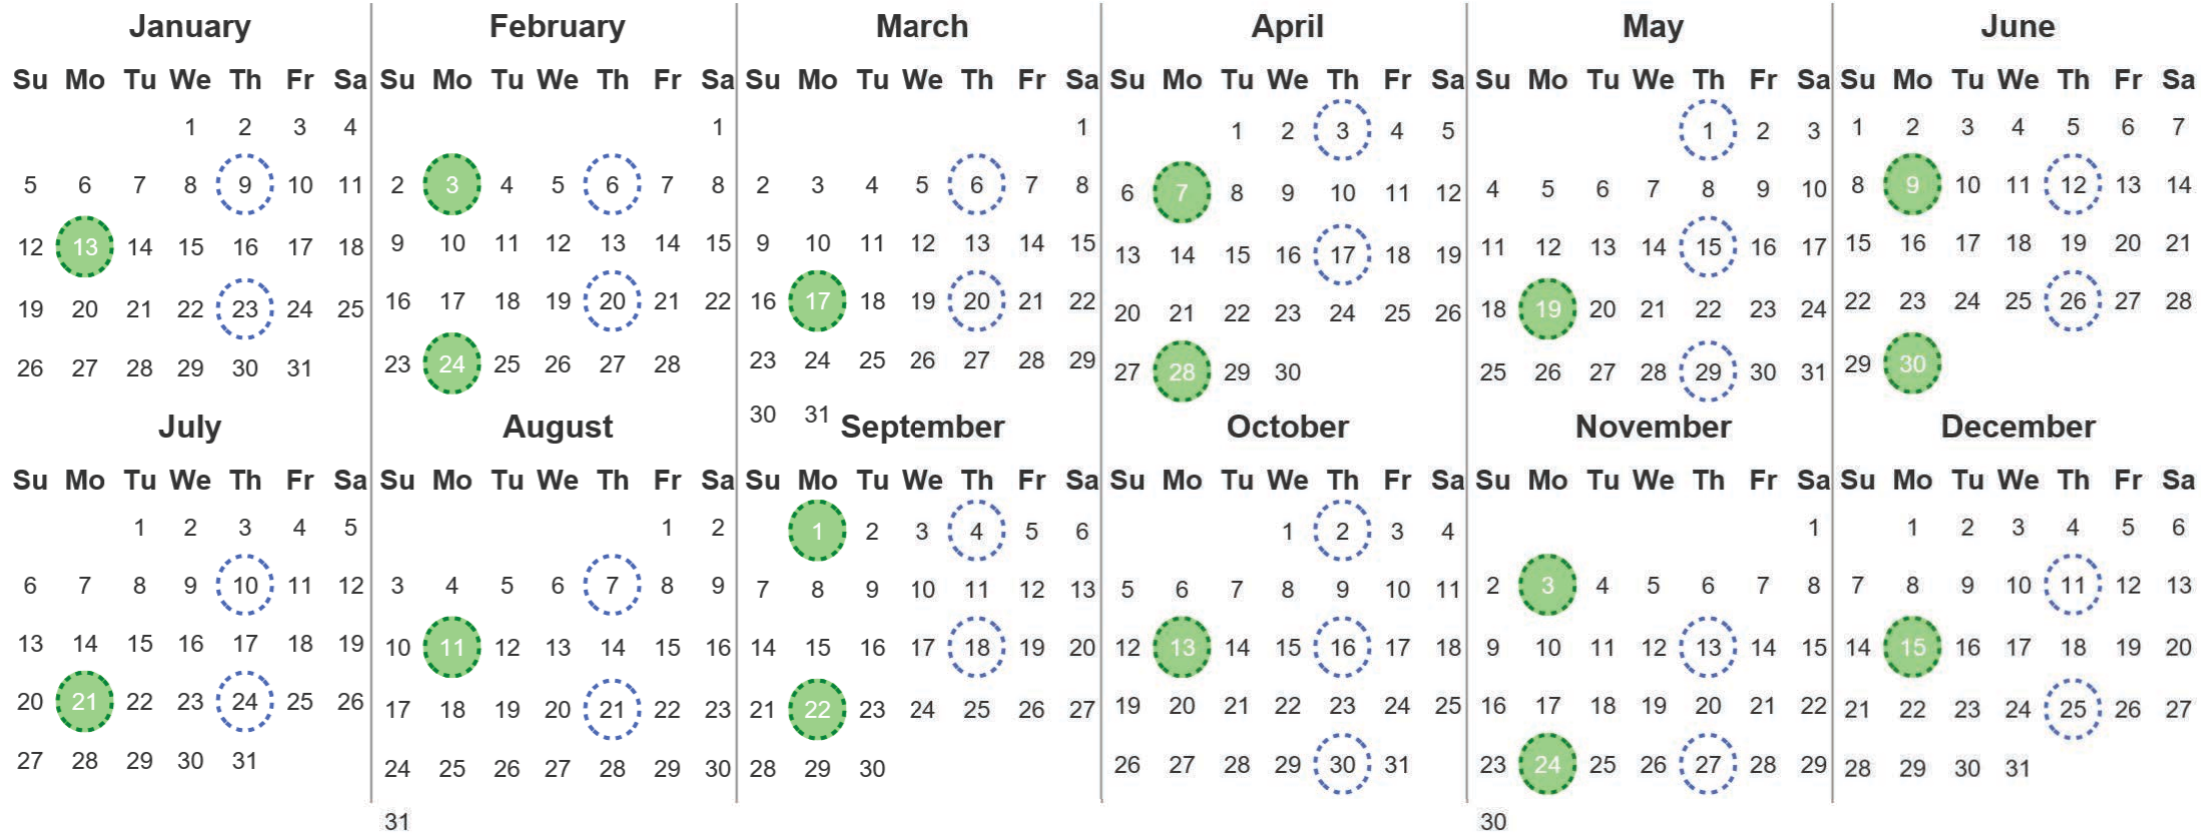 January
Su Mo Tu We Th Fr Sa
1 2 3 4
5 6 7 8 9 10 11
12 13 14 15 16 17 18
19 20 21 22 23 24 25
26 27 28 29 30 31
February
Su Mo Tu We Th Fr Sa
1
2 3 4 5 6 7 8
9 10 11 12 13 14 15
16 17 18 19 20 21 22
23 24 25 26 27 28
March
Su Mo Tu We Th Fr Sa
1
2 3 4 5 6 7 8
9 10 11 12 13 14 15
16 17 18 19 20 21 22
23 24 25 26 27 28 29
30 31
April
Su Mo Tu We Th Fr Sa
1 2 3 4 5
6 7 8 9 10 11 12
13 14 15 16 17 18 19
20 21 22 23 24 25 26
27 28 29 30
May
Su Mo Tu We Th Fr Sa
1 2 3
4 5 6 7 8 9 10
11 12 13 14 15 16 17
18 19 20 21 22 23 24
25 26 27 28 29 30 31
June
Su Mo Tu We Th Fr Sa
1 2 3 4 5 6 7
8 9 10 11 12 13 14
15 16 17 18 19 20 21
22 23 24 25 26 27 28
29 30
July
Su Mo Tu We Th Fr Sa
1 2 3 4 5
6 7 8 9 10 11 12
13 14 15 16 17 18 19
20 21 22 23 24 25 26
27 28 29 30 31
August
Su Mo Tu We Th Fr Sa
1 2
3 4 5 6 7 8 9
10 11 12 13 14 15 16
17 18 19 20 21 22 23
24 25 26 27 28 29 30
31
September
Su Mo Tu We Th Fr Sa
1 2 3 4 5 6
7 8 9 10 11 12 13
14 15 16 17 18 19 20
21 22 23 24 25 26 27
28 29 30
October
Su Mo Tu We Th Fr Sa
1 2 3 4
5 6 7 8 9 10 11
12 13 14 15 16 17 18
19 20 21 22 23 24 25
26 27 28 29 30 31
November
Su Mo Tu We Th Fr Sa
1
2 3 4 5 6 7 8
9 10 11 12 13 14 15
16 17 18 19 20 21 22
23 24 25 26 27 28 29
30
December
Su Mo Tu We Th Fr Sa
1 2 3 4 5 6
7 8 9 10 11 12 13
14 15 16 17 18 19 20
21 22 23 24 25 26 27
28 29 30 31